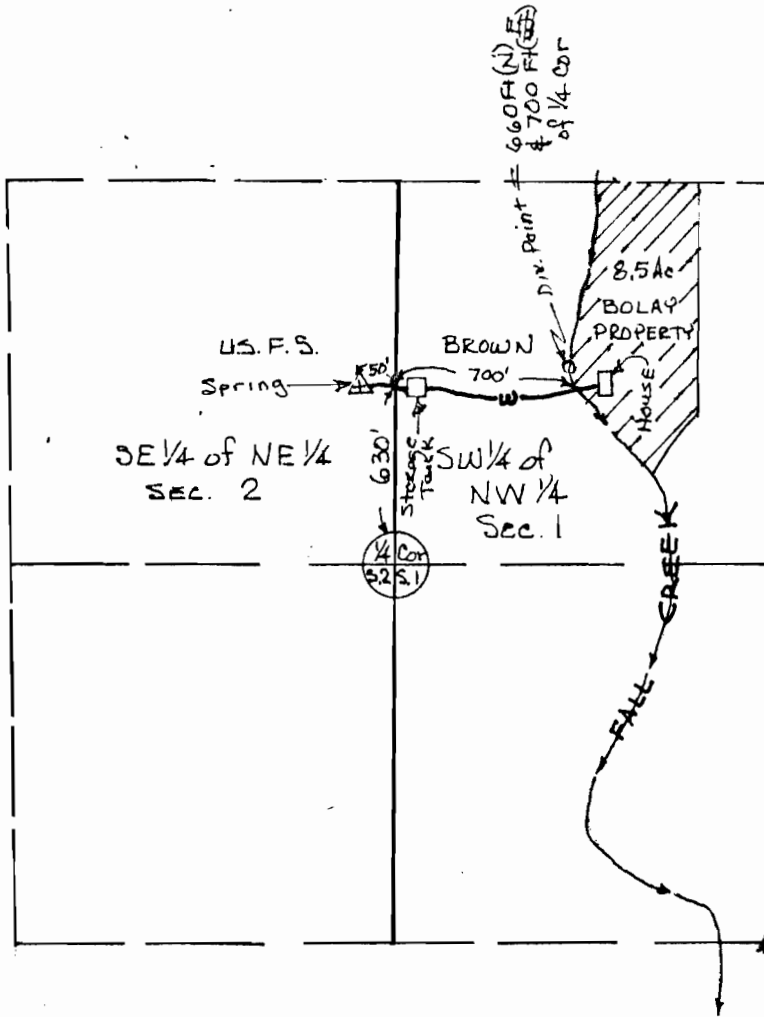 Div. Point = 660 Ft (N)
& 700 Ft (E)
of 1/4 Cor
8.5 Ac
BOLAY
PROPERTY
U.S. F. S.
Spring
50'
BROWN
700'
HOUSE
630'
Storage
Tank
W
SE 1/4 of NE 1/4
SEC. 2
SW 1/4 of
NW 1/4
Sec. 1
1/4 Cor
S.2 S.1
FALL CREEK